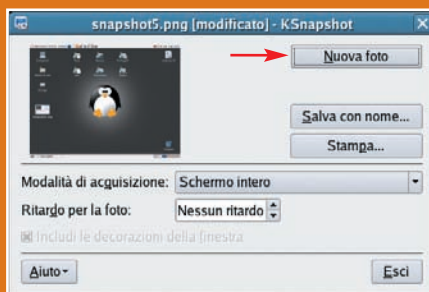 snapshot5.png [modificato] - KSnapshot
Nuova foto
Salva con nome...
Stampa...
Modalità di acquisizione: Schermo intero
Ritardo per la foto: Nessun ritardo
Includi le decorazioni della finestra
Aiuto
Esci